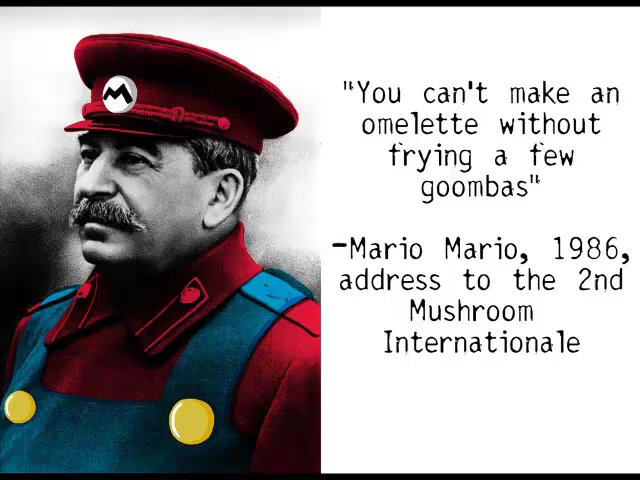 M
"You can't make an
omelette without
frying a few
goombas"
-Mario Mario, 1986,
address to the 2nd
Mushroom
Internationale